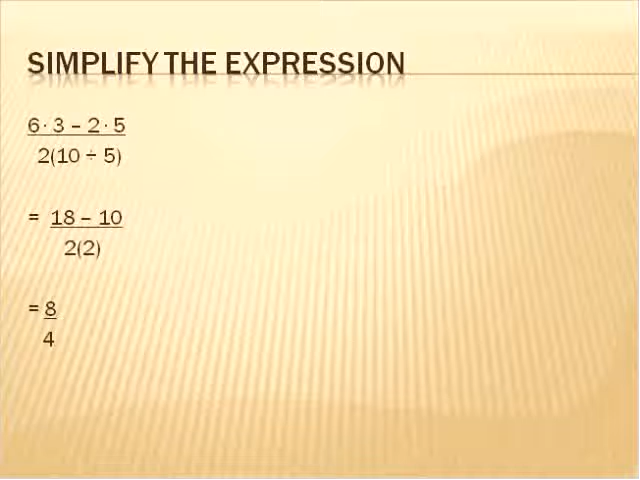 SIMPLIFY THE EXPRESSION
6 · 3 – 2 · 5
2(10 ÷ 5)
= 18 – 10
2(2)
= 8
4